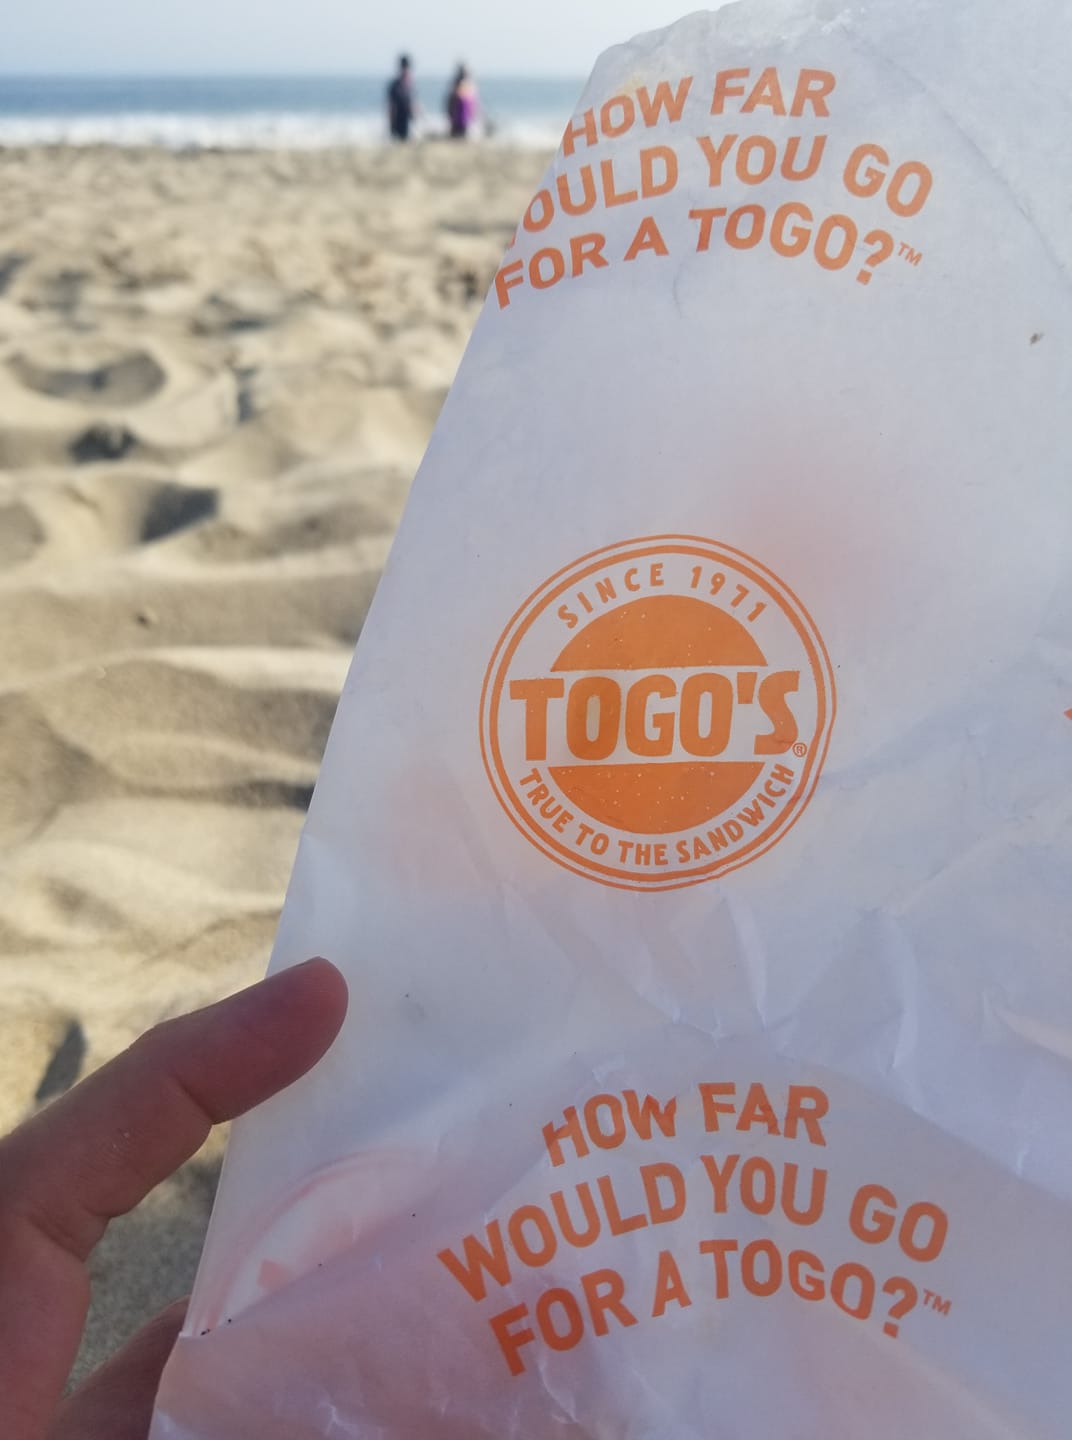 HOW FAR
WOULD YOU GO
FOR A TOGO?™
SINCE 1971
TOGO'S®
TRUE TO THE SANDWICH
HOW FAR
WOULD YOU GO
FOR A TOGO?™